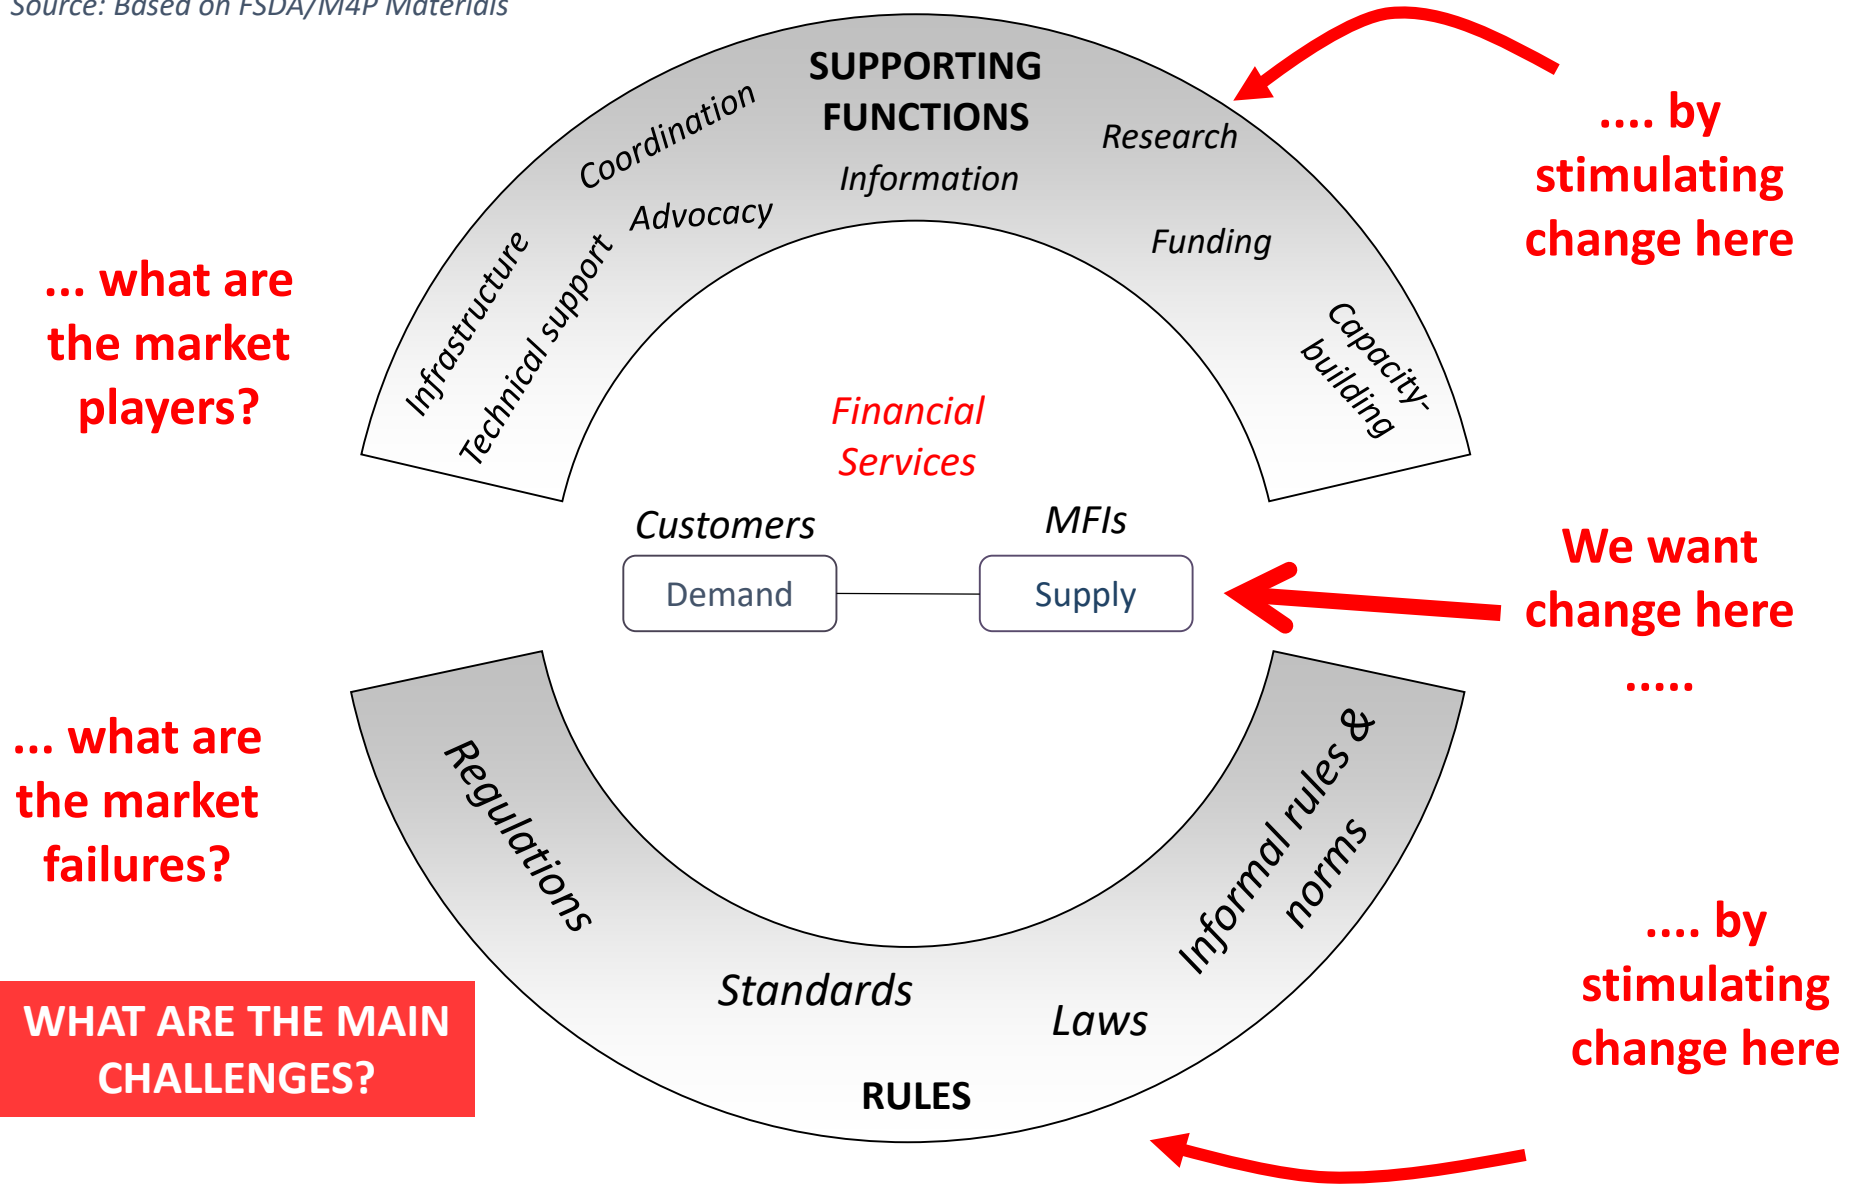 Source: Based on FSDA/M4P Materials
SUPPORTING
FUNCTIONS
Coordination
Research
Information
Advocacy
Funding
Infrastructure
Technical support
Capacity-
building
.... by
stimulating
change here
... what are
the market
players?
Financial
Services
Customers
MFIs
Demand
Supply
We want
change here
.....
... what are
the market
failures?
Regulations
Informal rules &
norms
Standards
Laws
RULES
.... by
stimulating
change here
WHAT ARE THE MAIN
CHALLENGES?